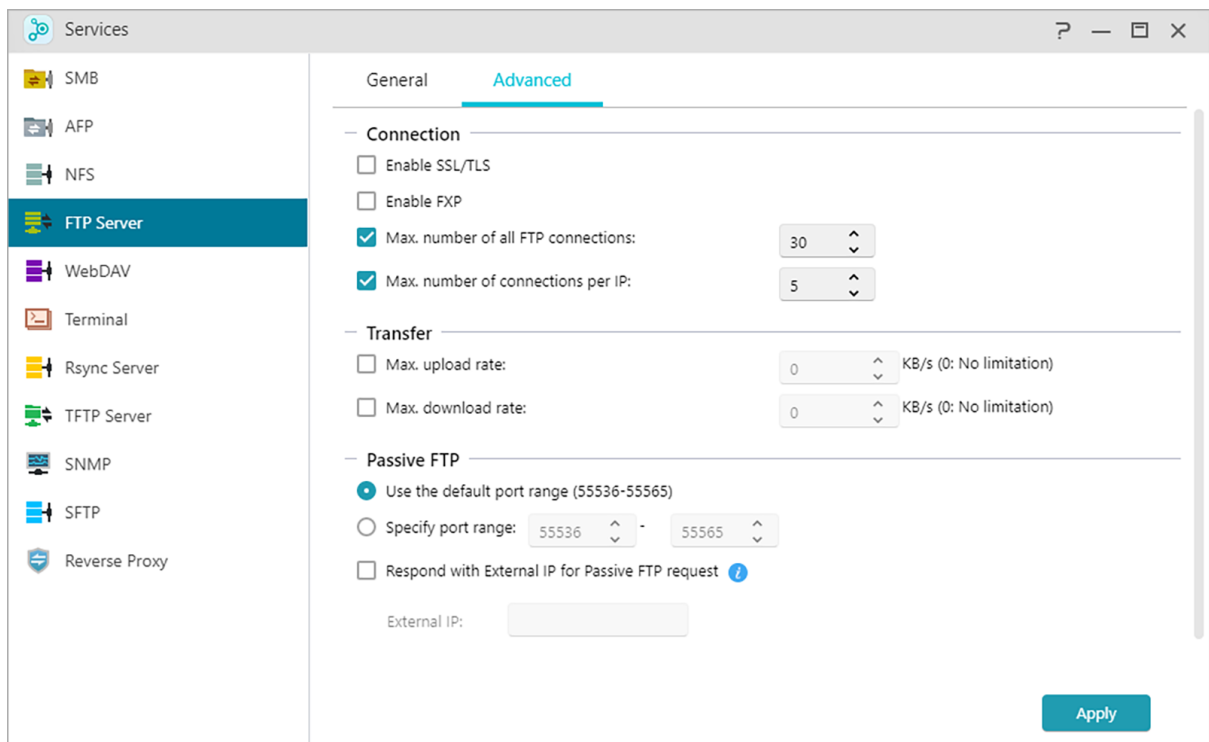 Services
SMB
AFP
NFS
FTP Server
WebDAV
Terminal
Rsync Server
TFTP Server
SNMP
SFTP
Reverse Proxy
General Advanced
Connection
Enable SSL/TLS
Enable FXP
Max. number of all FTP connections: 30
Max. number of connections per IP: 5
Transfer
Max. upload rate: 0 KB/s (0: No limitation)
Max. download rate: 0 KB/s (0: No limitation)
Passive FTP
Use the default port range (55536-55565)
Specify port range: 55536 - 55565
Respond with External IP for Passive FTP request i
External IP:
Apply